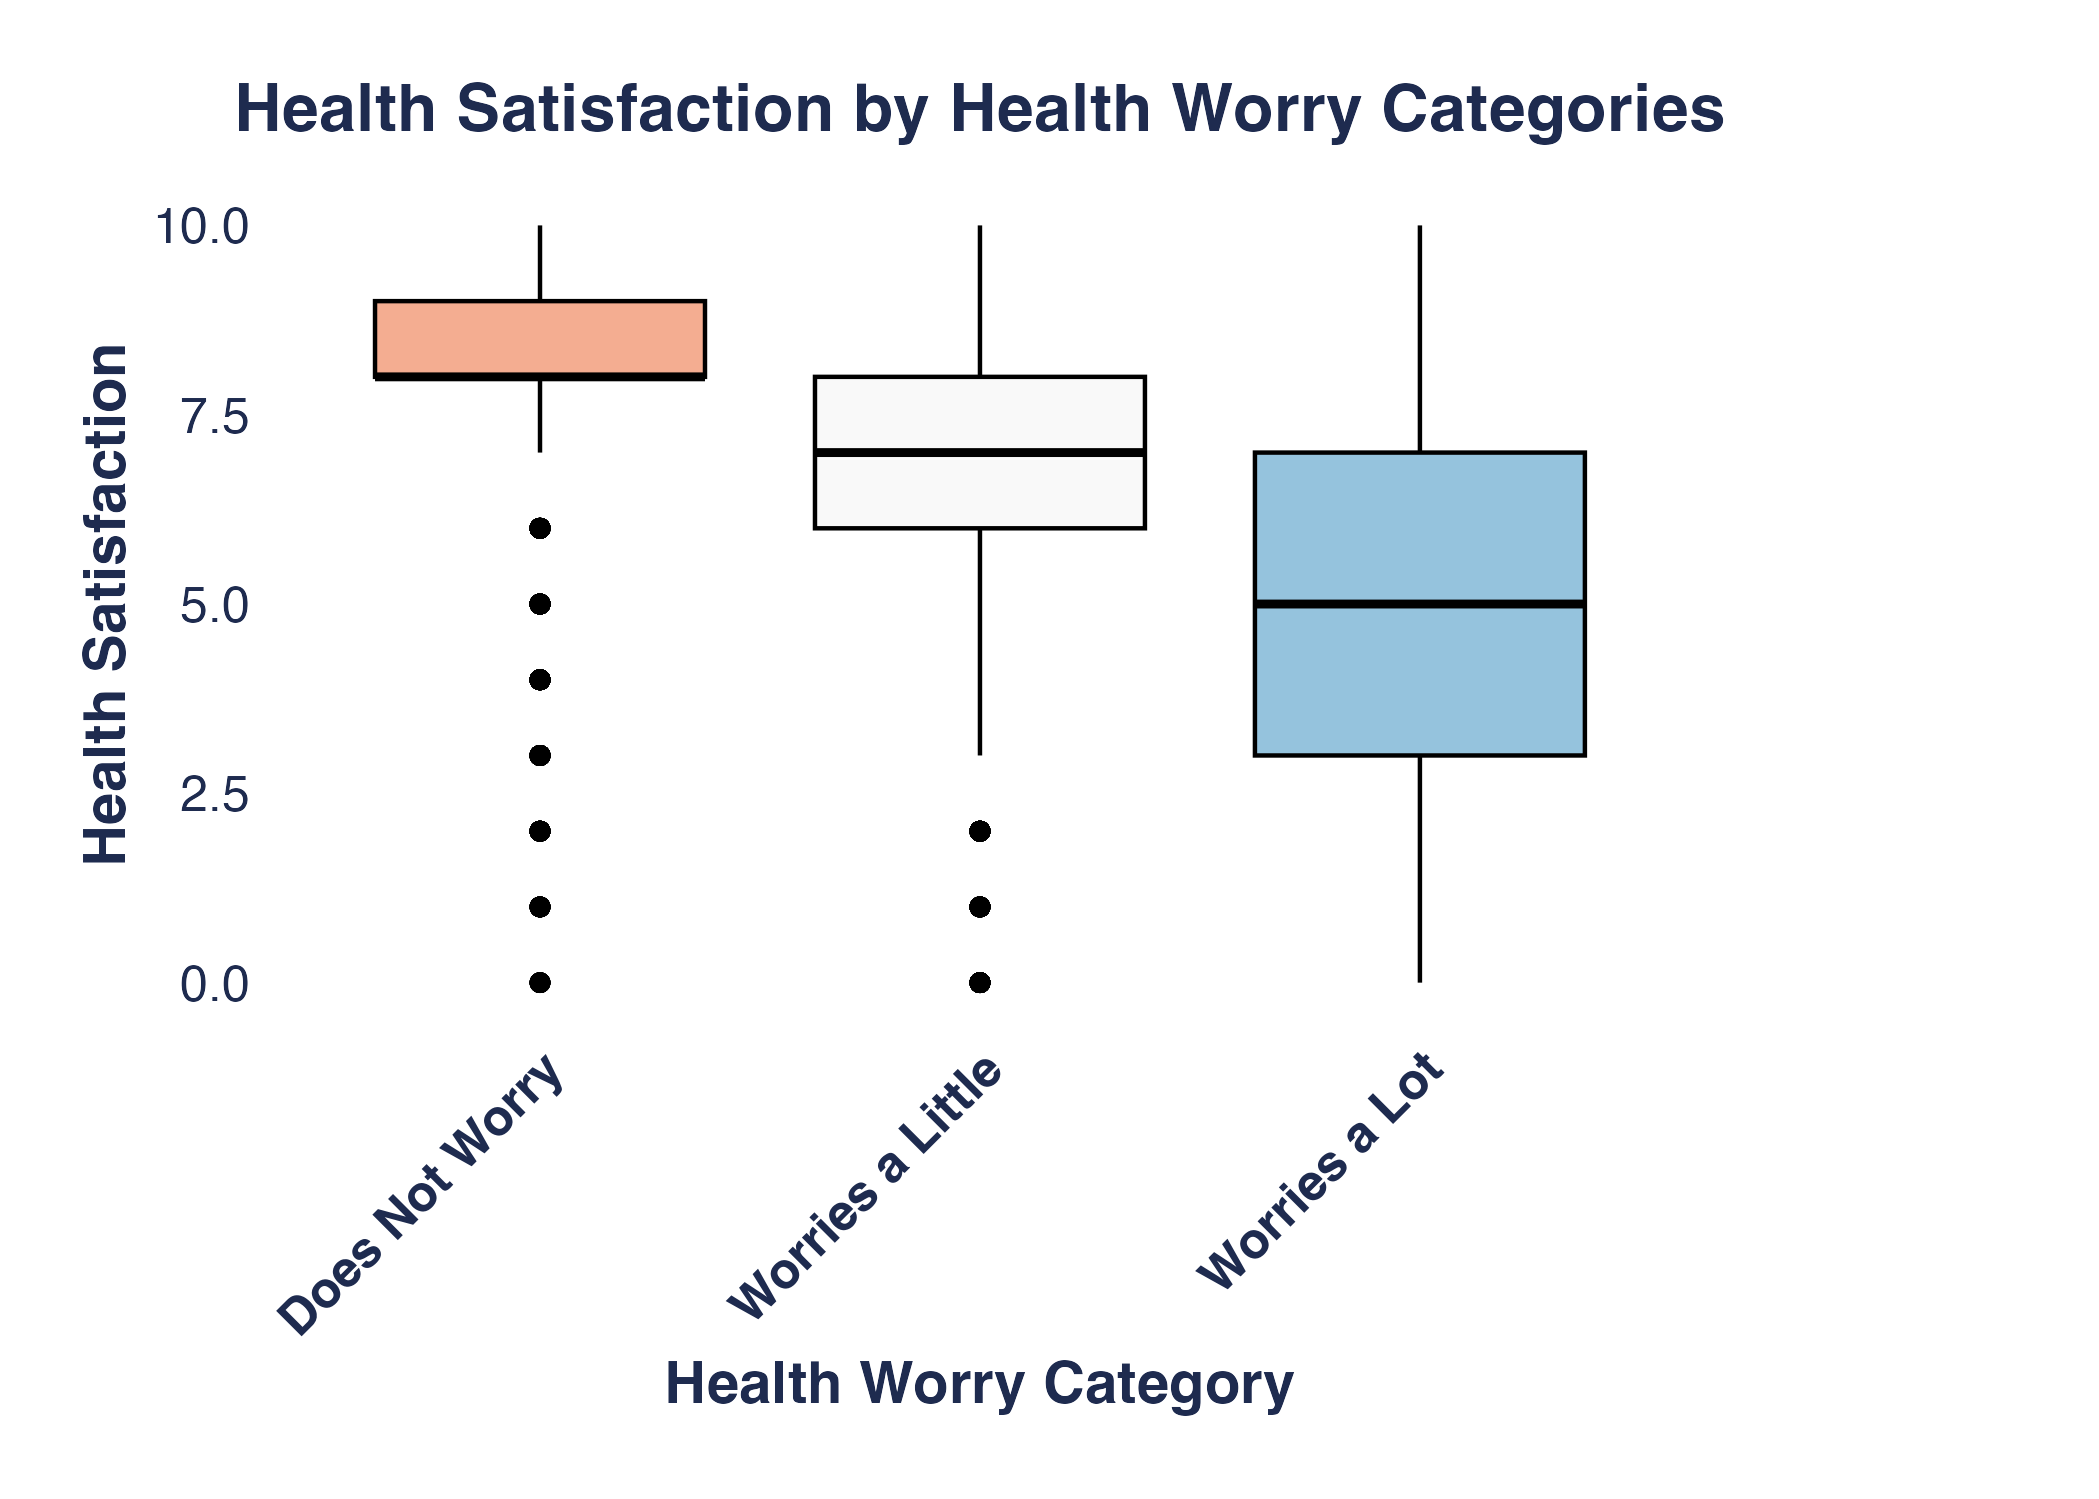 Health Satisfaction by Health Worry Categories
Health Satisfaction
10.0
7.5
5.0
2.5
0.0
Does Not Worry
Worries a Little
Worries a Lot
Health Worry Category